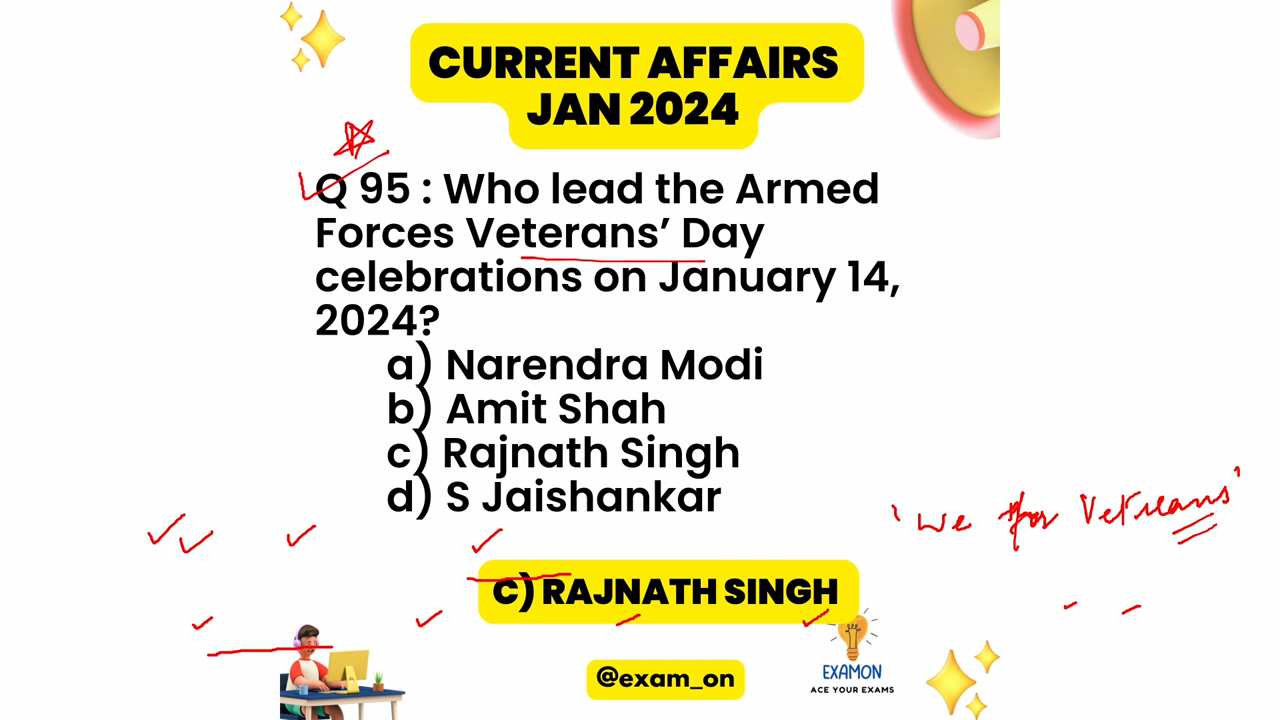 CURRENT AFFAIRS
JAN 2024
Q 95 : Who lead the Armed
Forces Veterans’ Day
celebrations on January 14,
2024?
a) Narendra Modi
b) Amit Shah
c) Rajnath Singh
d) S Jaishankar
'We for Vetreans'
C) RAJNATH SINGH
EXAMON
ACE YOUR EXAMS
@exam_on